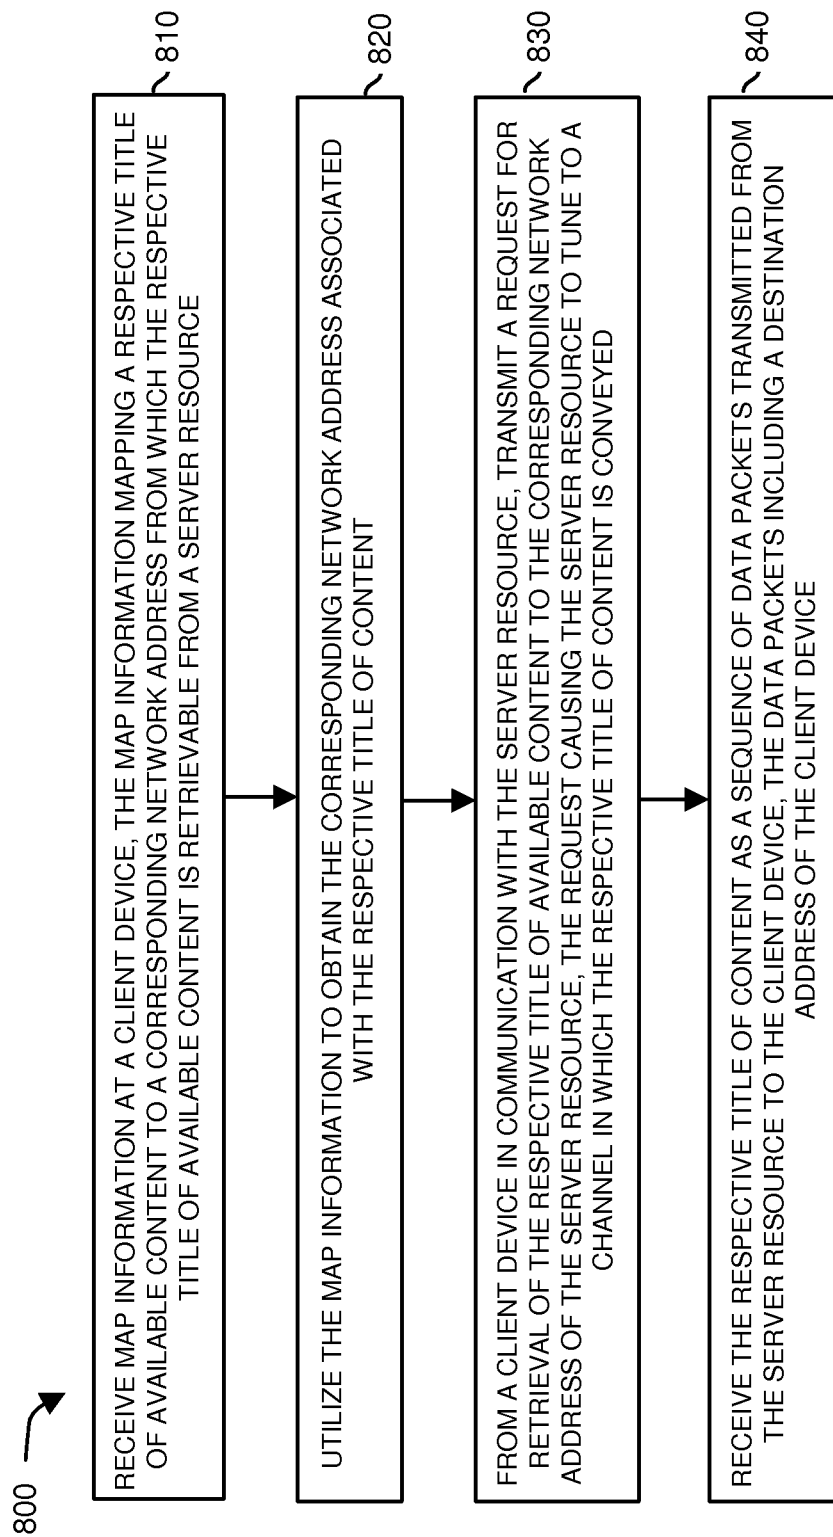 800
RECEIVE MAP INFORMATION AT A CLIENT DEVICE, THE MAP INFORMATION MAPPING A RESPECTIVE TITLE
OF AVAILABLE CONTENT TO A CORRESPONDING NETWORK ADDRESS FROM WHICH THE RESPECTIVE
TITLE OF AVAILABLE CONTENT IS RETRIEVABLE FROM A SERVER RESOURCE
810
UTILIZE THE MAP INFORMATION TO OBTAIN THE CORRESPONDING NETWORK ADDRESS ASSOCIATED
WITH THE RESPECTIVE TITLE OF CONTENT
820
FROM A CLIENT DEVICE IN COMMUNICATION WITH THE SERVER RESOURCE, TRANSMIT A REQUEST FOR
RETRIEVAL OF THE RESPECTIVE TITLE OF AVAILABLE CONTENT TO THE CORRESPONDING NETWORK
ADDRESS OF THE SERVER RESOURCE, THE REQUEST CAUSING THE SERVER RESOURCE TO TUNE TO A
CHANNEL IN WHICH THE RESPECTIVE TITLE OF CONTENT IS CONVEYED
830
RECEIVE THE RESPECTIVE TITLE OF CONTENT AS A SEQUENCE OF DATA PACKETS TRANSMITTED FROM
THE SERVER RESOURCE TO THE CLIENT DEVICE, THE DATA PACKETS INCLUDING A DESTINATION
ADDRESS OF THE CLIENT DEVICE
840